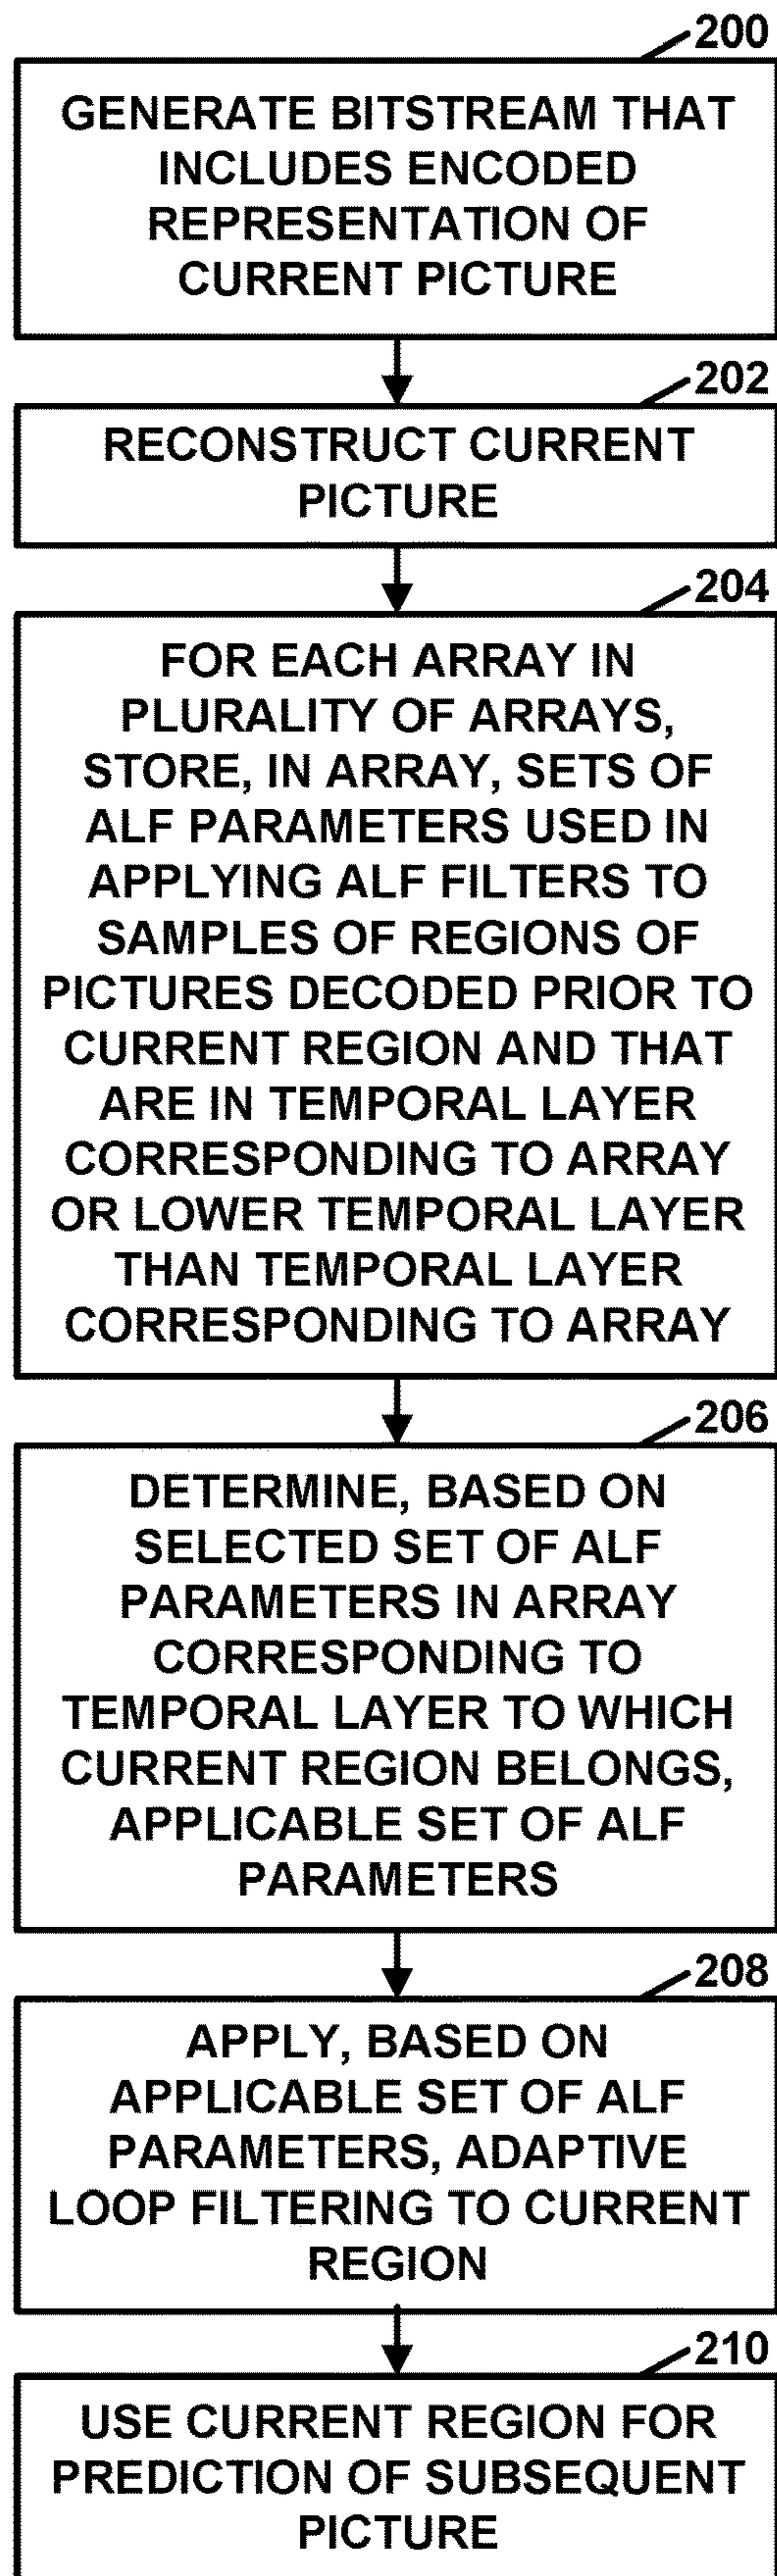 200
GENERATE BITSTREAM THAT
INCLUDES ENCODED
REPRESENTATION OF
CURRENT PICTURE
202
RECONSTRUCT CURRENT
PICTURE
204
FOR EACH ARRAY IN
PLURALITY OF ARRAYS,
STORE, IN ARRAY, SETS OF
ALF PARAMETERS USED IN
APPLYING ALF FILTERS TO
SAMPLES OF REGIONS OF
PICTURES DECODED PRIOR TO
CURRENT REGION AND THAT
ARE IN TEMPORAL LAYER
CORRESPONDING TO ARRAY
OR LOWER TEMPORAL LAYER
THAN TEMPORAL LAYER
CORRESPONDING TO ARRAY
206
DETERMINE, BASED ON
SELECTED SET OF ALF
PARAMETERS IN ARRAY
CORRESPONDING TO
TEMPORAL LAYER TO WHICH
CURRENT REGION BELONGS,
APPLICABLE SET OF ALF
PARAMETERS
208
APPLY, BASED ON
APPLICABLE SET OF ALF
PARAMETERS, ADAPTIVE
LOOP FILTERING TO CURRENT
REGION
210
USE CURRENT REGION FOR
PREDICTION OF SUBSEQUENT
PICTURE